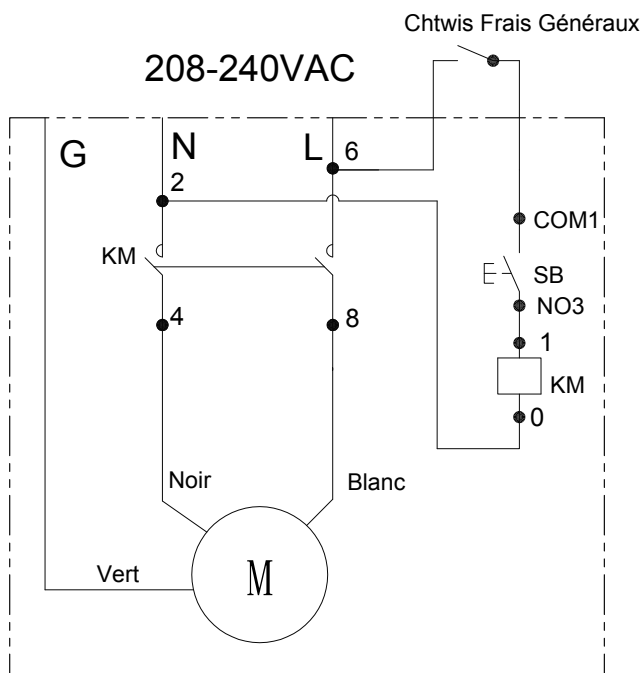 Chtwis Frais Généraux
208-240VAC
G
N
L
6
2
COM1
KM
SB
NO3
4
8
1
KM
0
Noir
Blanc
Vert
M